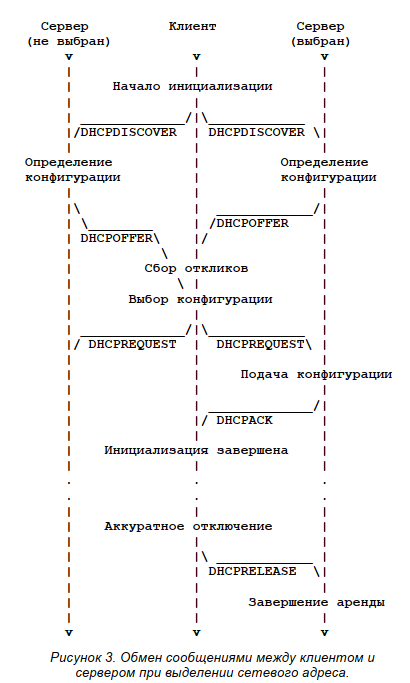 Сервер Клиент Сервер
(не выбран) (выбран)
v v v
Начало инициализации
DHCPDISCOVER DHCPDISCOVER
Определение Определение
конфигурации конфигурации
DHCPOFFER
DHCPOFFER
Сбор откликов
Выбор конфигурации
DHCPREQUEST DHCPREQUEST
Подача конфигурации
DHCPACK
Инициализация завершена
. . .
. . .
Аккуратное отключение
DHCPRELEASE
Завершение аренды
v v v
Рисунок 3. Обмен сообщениями между клиентом и
сервером при выделении сетевого адреса.